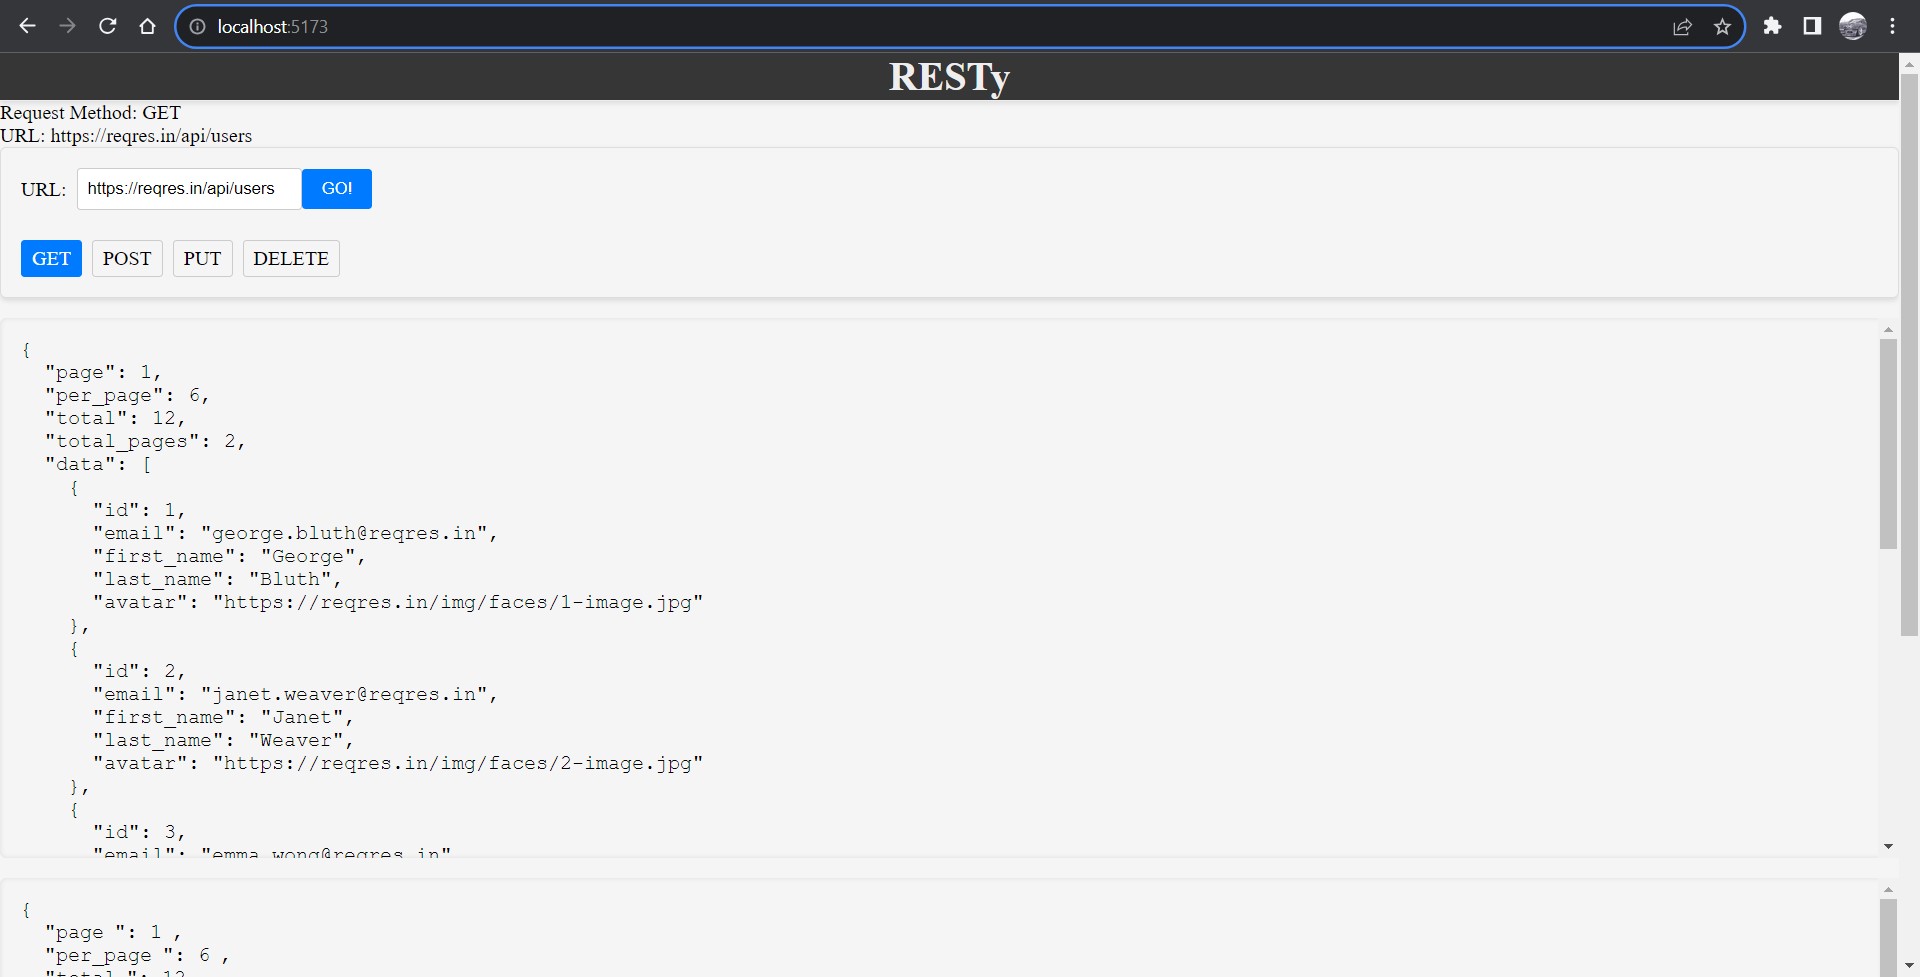 localhost:5173
RESTy
Request Method: GET
URL: https://reqres.in/api/users
URL: https://reqres.in/api/users GO!
GET POST PUT DELETE
{
"page": 1,
"per_page": 6,
"total": 12,
"total_pages": 2,
"data": [
{
"id": 1,
"email": "george.bluth@reqres.in",
"first_name": "George",
"last_name": "Bluth",
"avatar": "https://reqres.in/img/faces/1-image.jpg"
},
{
"id": 2,
"email": "janet.weaver@reqres.in",
"first_name": "Janet",
"last_name": "Weaver",
"avatar": "https://reqres.in/img/faces/2-image.jpg"
},
{
"id": 3,
"email": "emma.wong@reqres.in"
{
"page ": 1 ,
"per_page ": 6 ,
"total ": 12